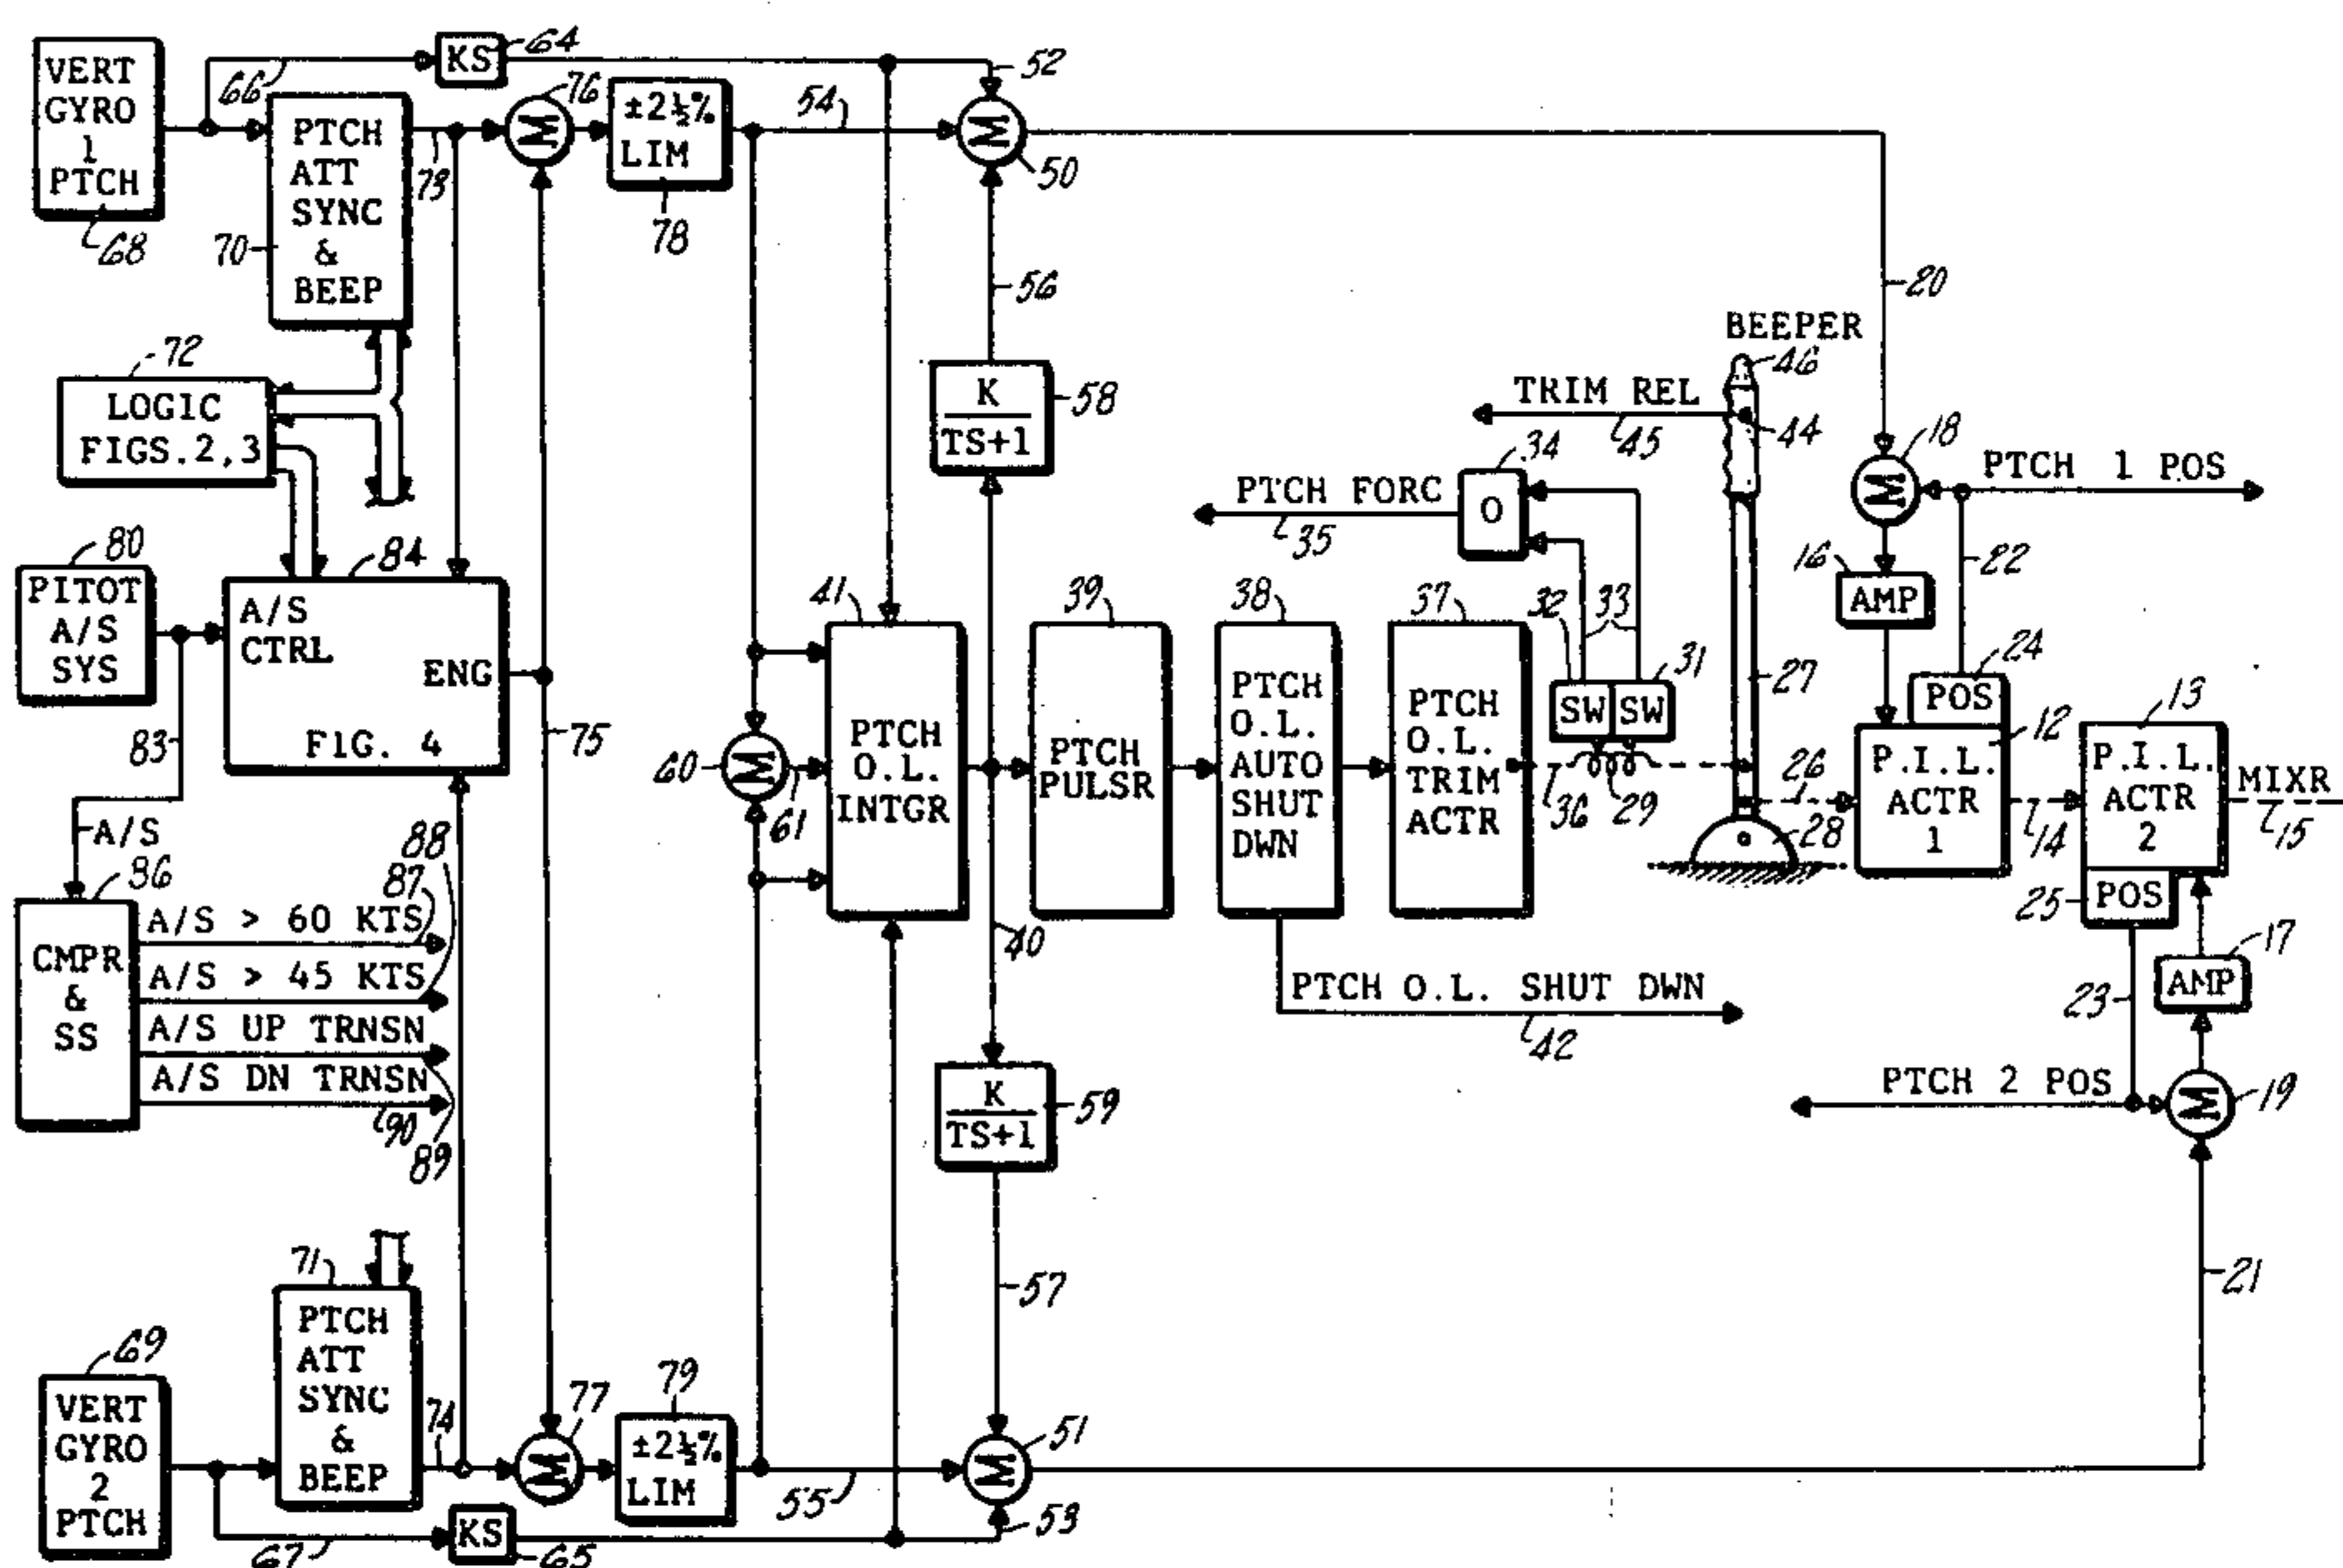 VERT
GYRO
1
PTCH
68
66
KS
64
PTCH
ATT
SYNC
&
BEEP
70
73
M
76
±2½%
LIM
78
54
52
M
50
56
K
TS+1
58
20
72
LOGIC
FIGS.2,3
80
PITOT
A/S
SYS
83
84
A/S
CTRL
ENG
FIG. 4
75
A/S
86
CMPR
&
SS
A/S > 60 KTS
87
A/S > 45 KTS
88
A/S UP TRNSN
89
A/S DN TRNSN
90
60
M
61
41
PTCH
O.L.
INTGR
40
39
PTCH
PULSR
38
PTCH
O.L.
AUTO
SHUT
DWN
PTCH O.L. SHUT DWN
42
37
PTCH
O.L.
TRIM
ACTR
36
29
32
33
31
SW
SW
34
O
PTCH FORC
35
TRIM REL
45
BEEPER
46
44
27
28
26
18
M
PTCH 1 POS
22
16
AMP
24
POS
12
P.I.L.
ACTR
1
14
13
P.I.L.
ACTR
2
MIXR
15
25
POS
23
17
AMP
PTCH 2 POS
M
19
21
K
TS+1
59
57
71
PTCH
ATT
SYNC
&
BEEP
74
69
VERT
GYRO
2
PTCH
67
KS
65
77
M
79
±2½%
LIM
55
M
51
53